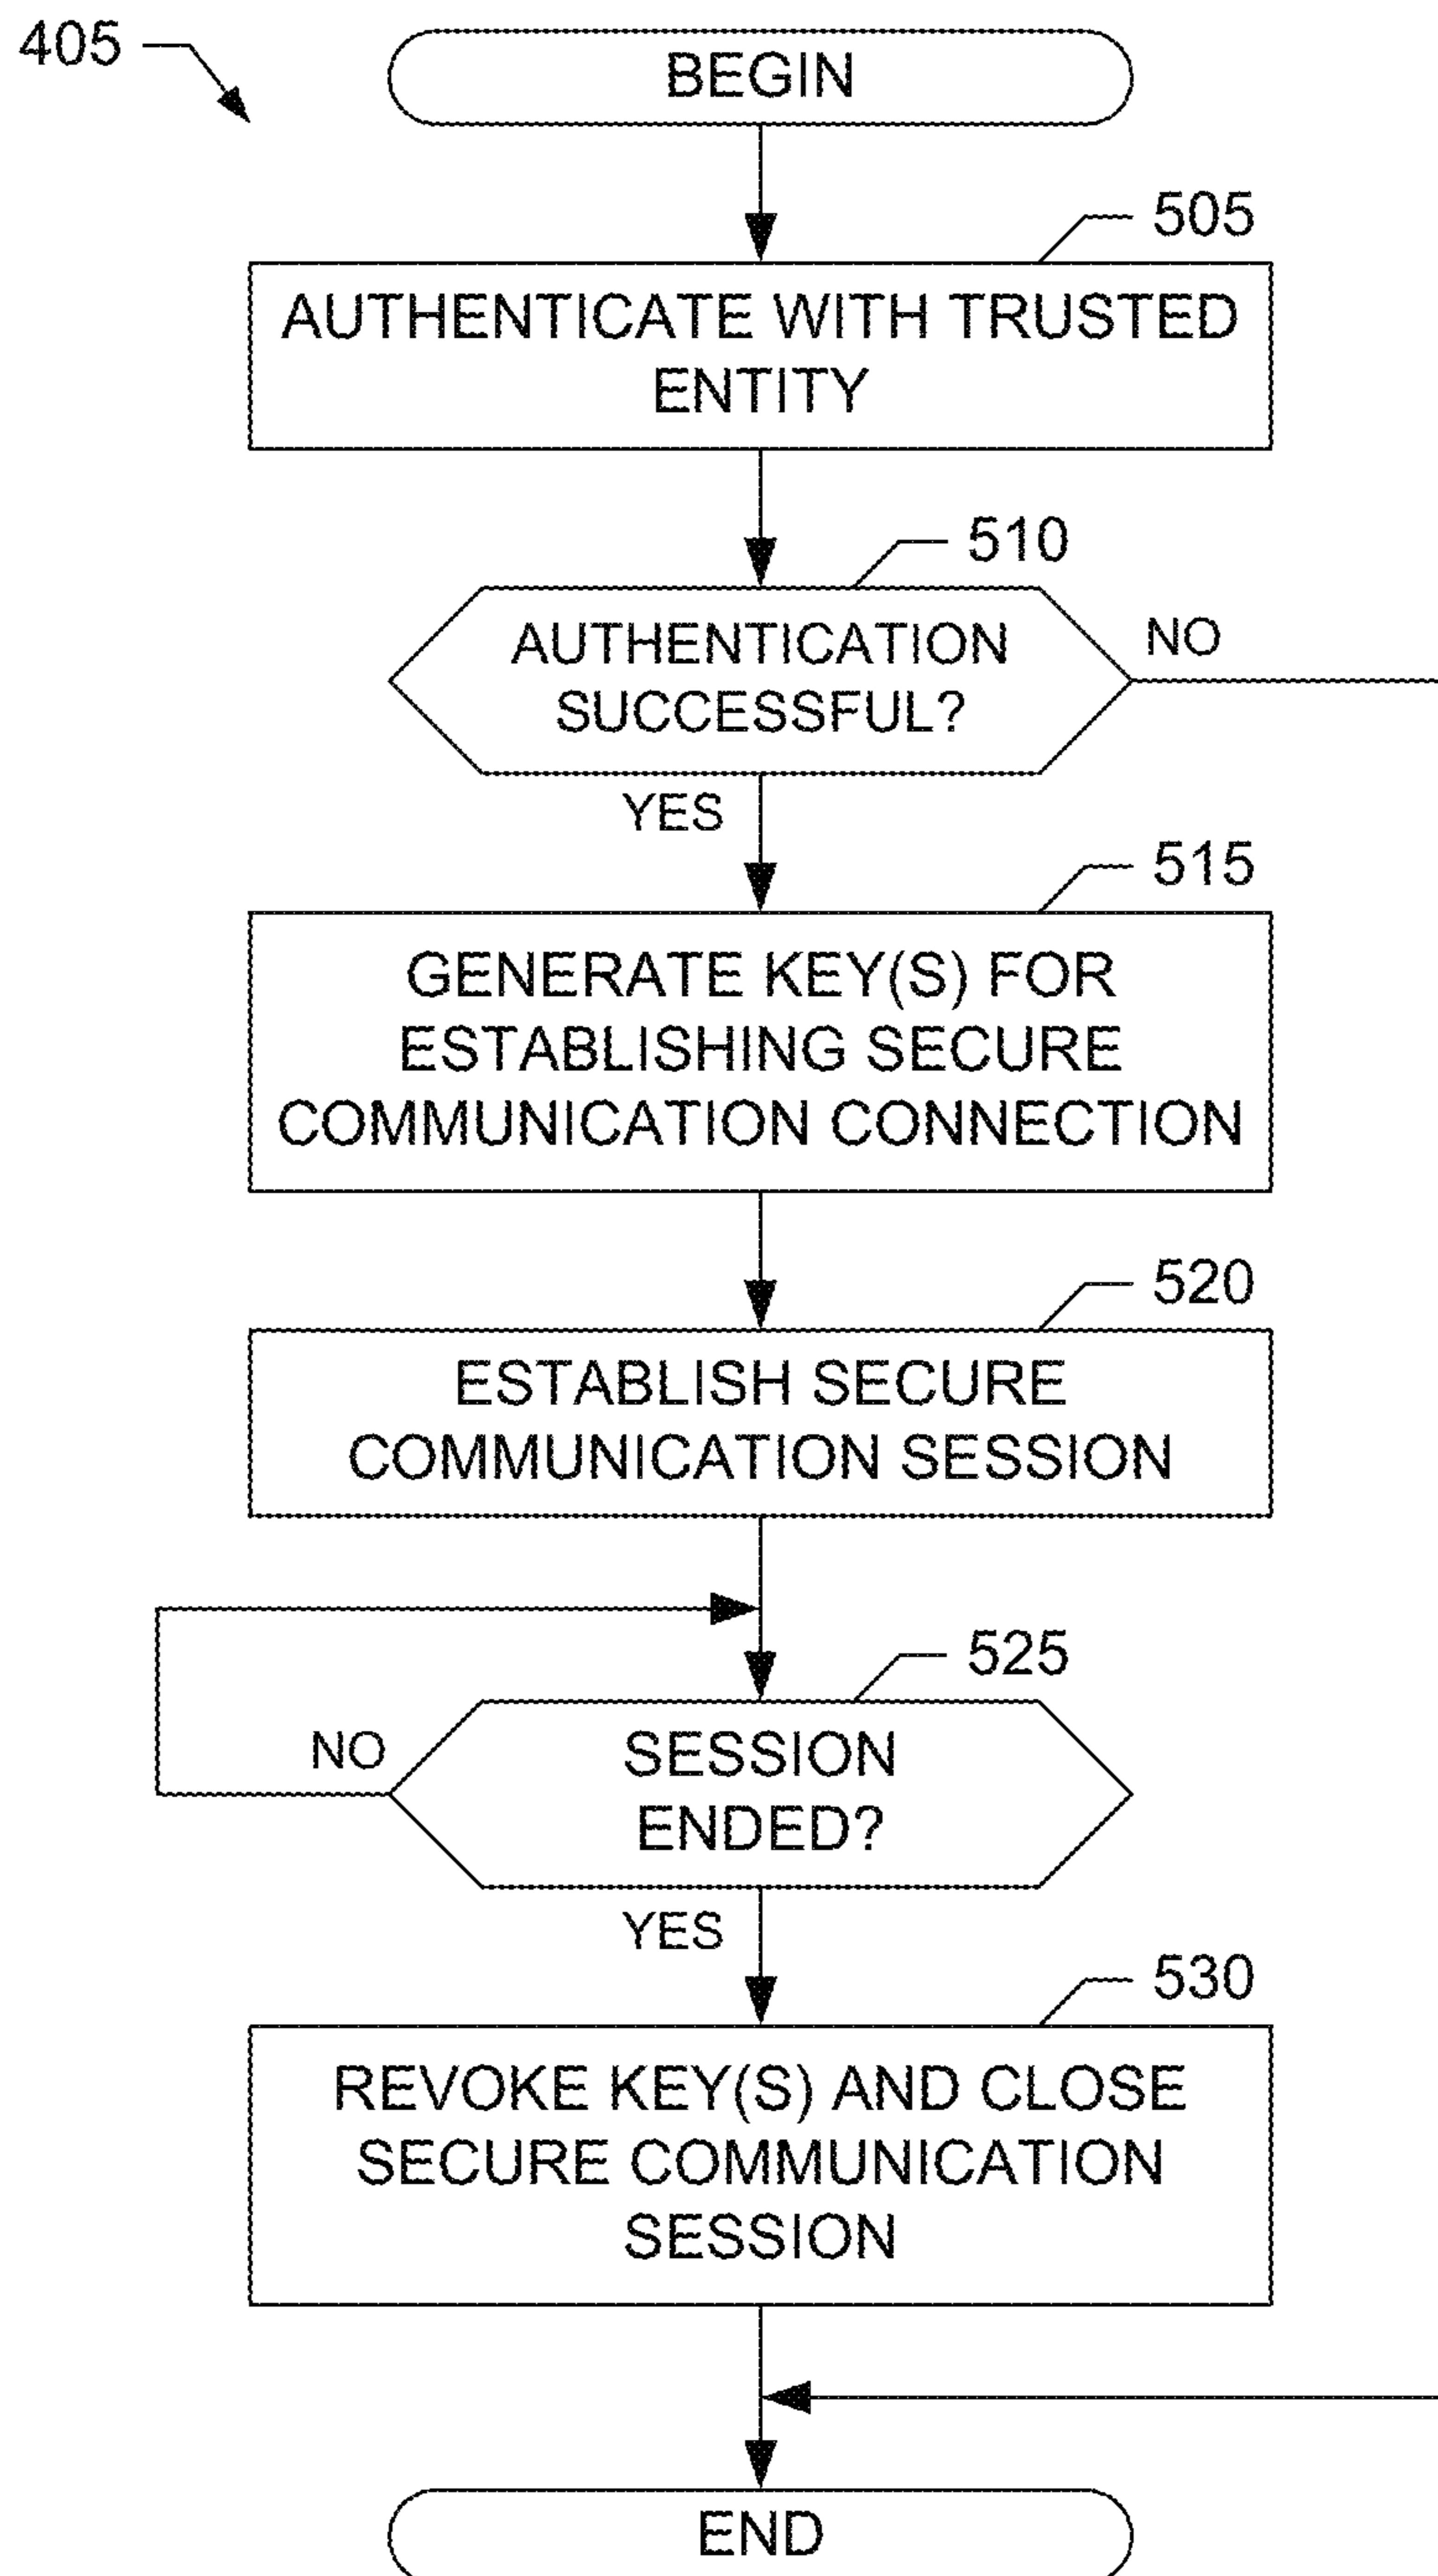 405
BEGIN
505
AUTHENTICATE WITH TRUSTED
ENTITY
510
AUTHENTICATION
SUCCESSFUL?
NO
YES
515
GENERATE KEY(S) FOR
ESTABLISHING SECURE
COMMUNICATION CONNECTION
520
ESTABLISH SECURE
COMMUNICATION SESSION
525
NO
SESSION
ENDED?
YES
530
REVOKE KEY(S) AND CLOSE
SECURE COMMUNICATION
SESSION
END